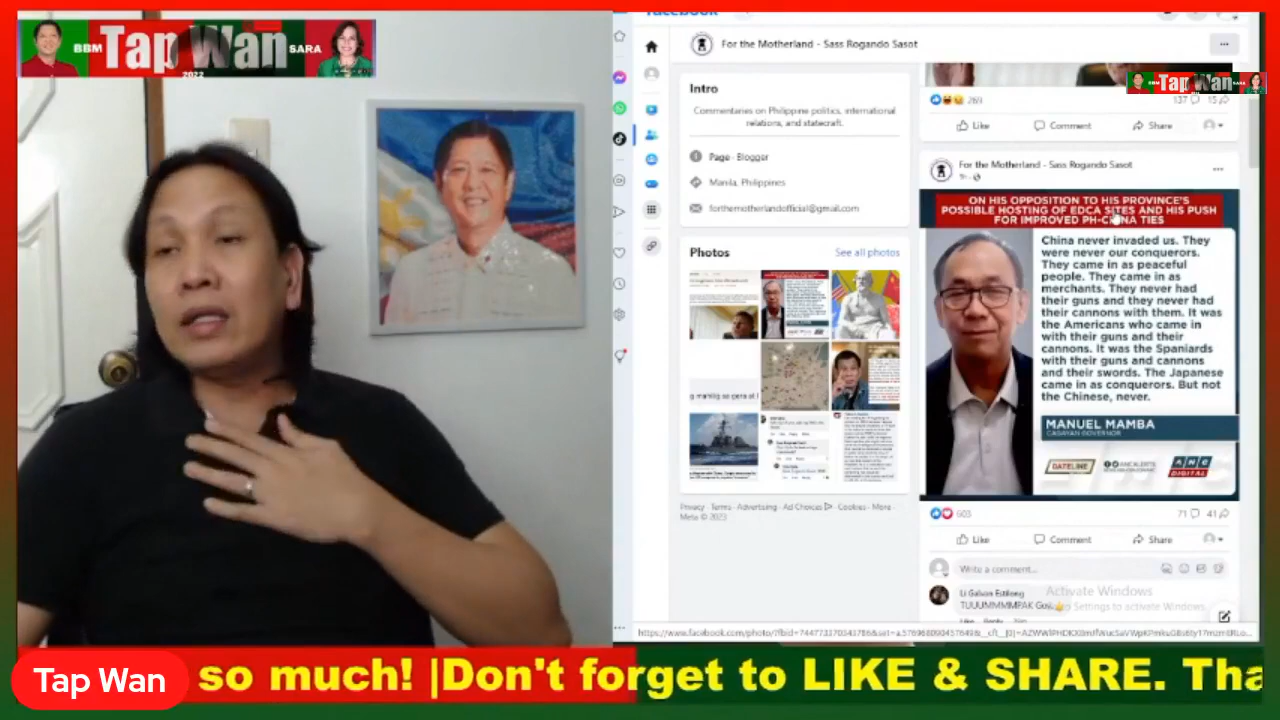 BBM
Tap Wan
SARA
2022
facebook
For the Motherland - Sass Rogando Sasot
Intro
Commentaries on Philippine politics, international
relations, and statecraft.
Page · Blogger
Manila, Philippines
forthemotherlandofficial@gmail.com
Photos
See all photos
Privacy · Terms · Advertising · Ad Choices · Cookies · More ·
Meta © 2023
Tap Wan
269
137
15
Like
Comment
Share
For the Motherland - Sass Rogando Sasot
ON HIS OPPOSITION TO HIS PROVINCE'S
POSSIBLE HOSTING OF EDCA SITES AND HIS PUSH
FOR IMPROVED PH-CHINA TIES
China never invaded us. They
were never our conquerors.
They came in as peaceful
people. They came in as
merchants. They never had
their guns and they never had
their cannons with them. It was
the Americans who came in
with their guns and their
cannons. It was the Spaniards
with their guns and cannons
and their swords. The Japanese
came in as conquerors. But not
the Chinese, never.
MANUEL MAMBA
CAGAYAN GOVERNOR
DATELINE
ANCALERTS
ANC
DIGITAL
603
71
41
Like
Comment
Share
Write a comment...
Activate Windows
Settings to activate Windows.
Tap Wan
so much! |Don't forget to LIKE & SHARE. Tha